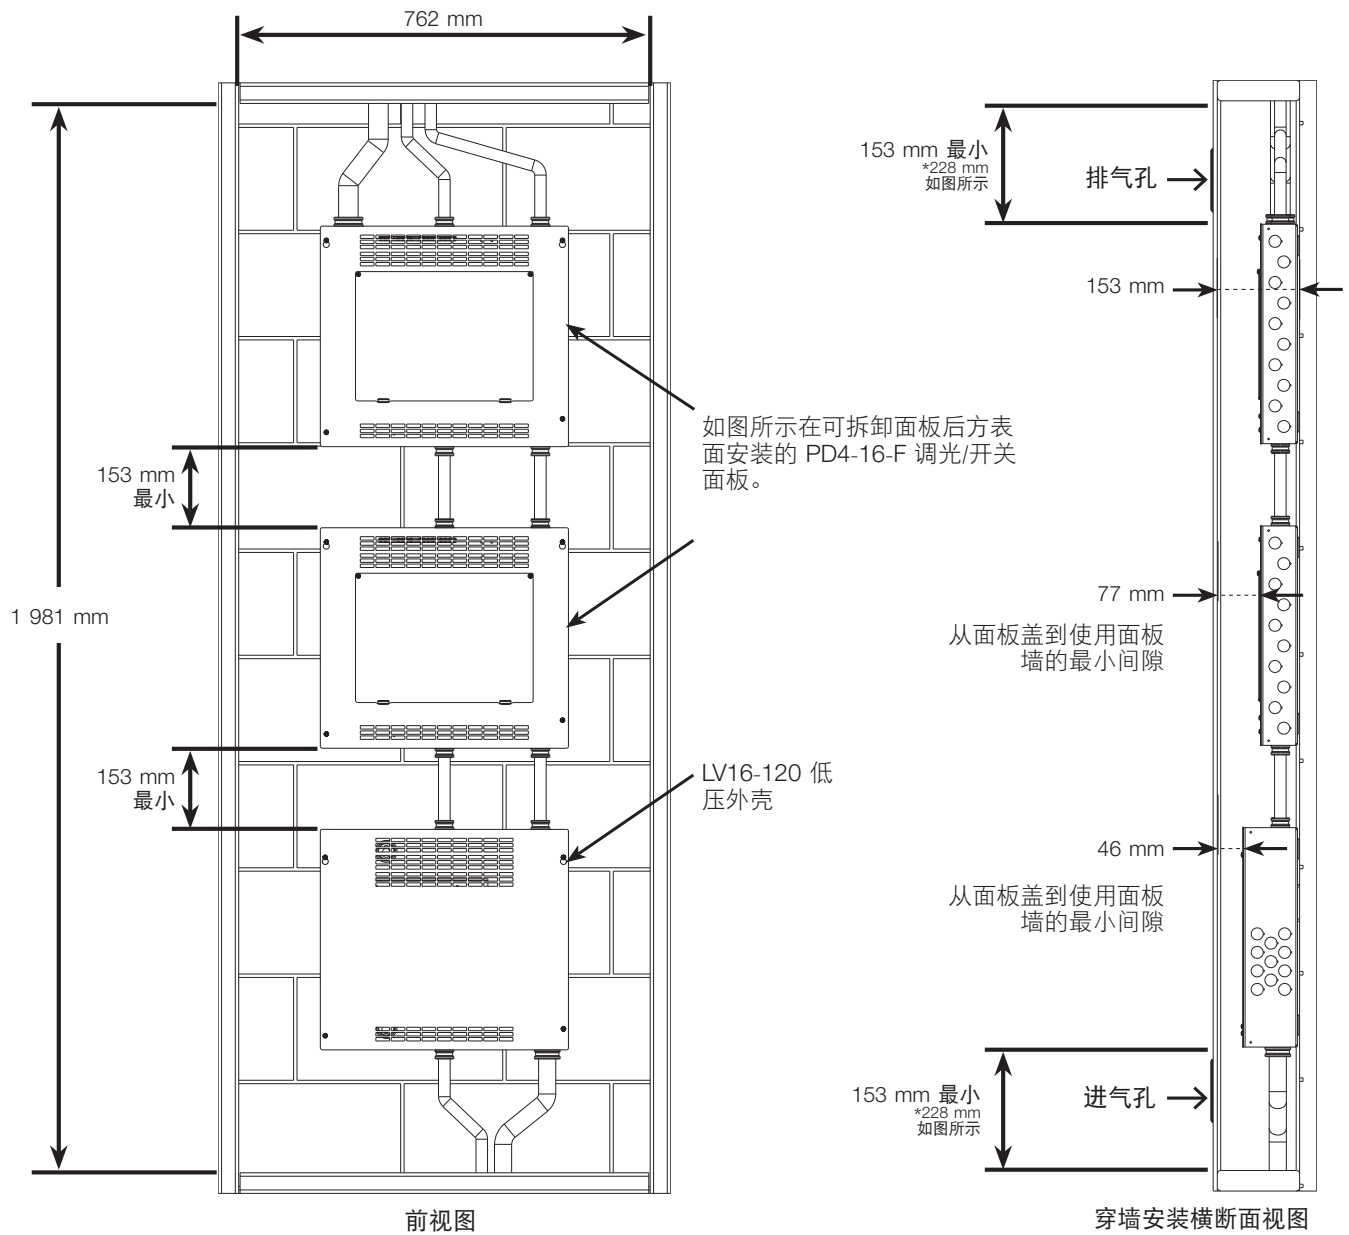 762 mm
153 mm 最小
*228 mm
如图所示
排气孔
153 mm
如图所示在可拆卸面板后方表
面安装的 PD4-16-F 调光/开关
面板。
153 mm
最小
1 981 mm
77 mm
从面板盖到使用面板
墙的最小间隙
153 mm
最小
LV16-120 低
压外壳
46 mm
从面板盖到使用面板
墙的最小间隙
153 mm 最小
*228 mm
如图所示
进气孔
前视图
穿墙安装横断面视图